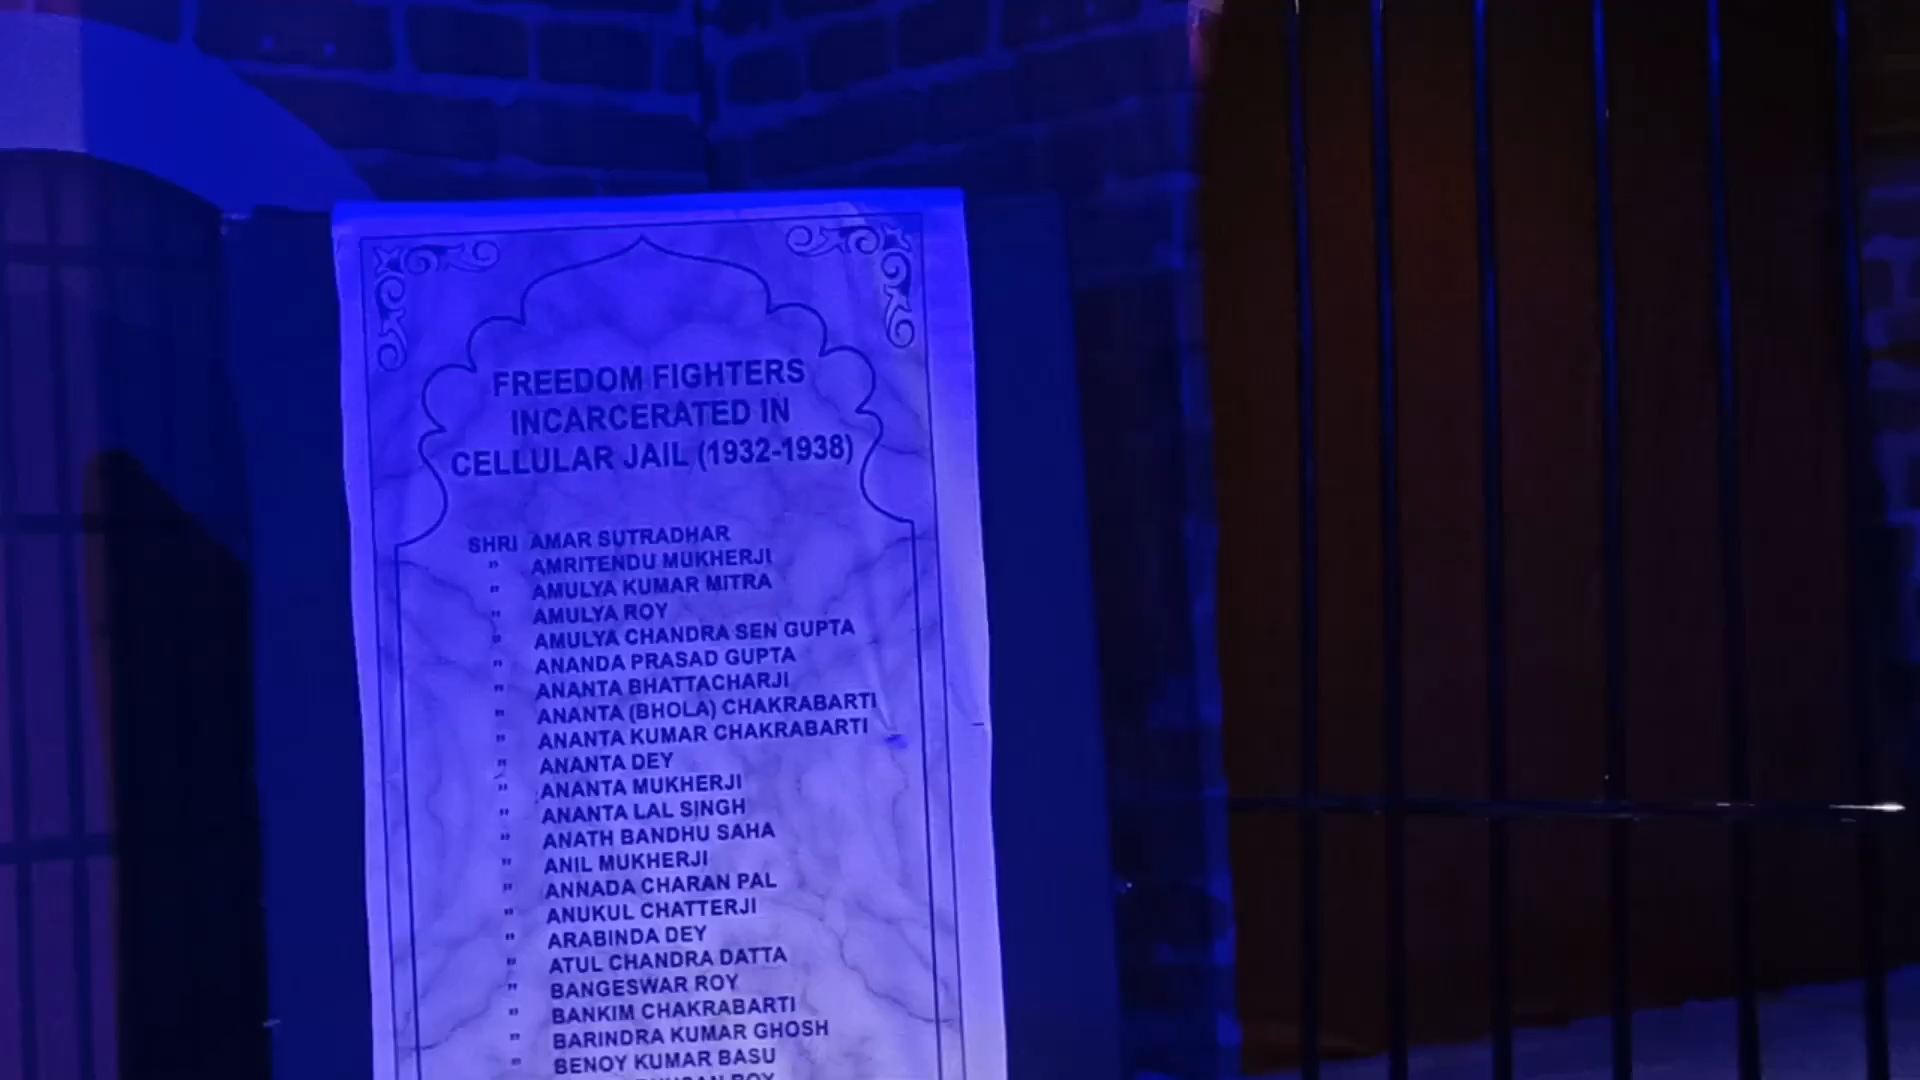 FREEDOM FIGHTERS
INCARCERATED IN
CELLULAR JAIL (1932-1938)
SHRI AMAR SUTRADHAR
" AMRITENDU MUKHERJI
" AMULYA KUMAR MITRA
" AMULYA ROY
" AMULYA CHANDRA SEN GUPTA
" ANANDA PRASAD GUPTA
" ANANTA BHATTACHARJI
" ANANTA (BHOLA) CHAKRABARTI
" ANANTA KUMAR CHAKRABARTI
" ANANTA DEY
" ANANTA MUKHERJI
" ANANTA LAL SINGH
" ANATH BANDHU SAHA
" ANIL MUKHERJI
" ANNADA CHARAN PAL
" ANUKUL CHATTERJI
" ARABINDA DEY
" ATUL CHANDRA DATTA
" BANGESWAR ROY
" BANKIM CHAKRABARTI
" BARINDRA KUMAR GHOSH
" BENOY KUMAR BASU
ROY